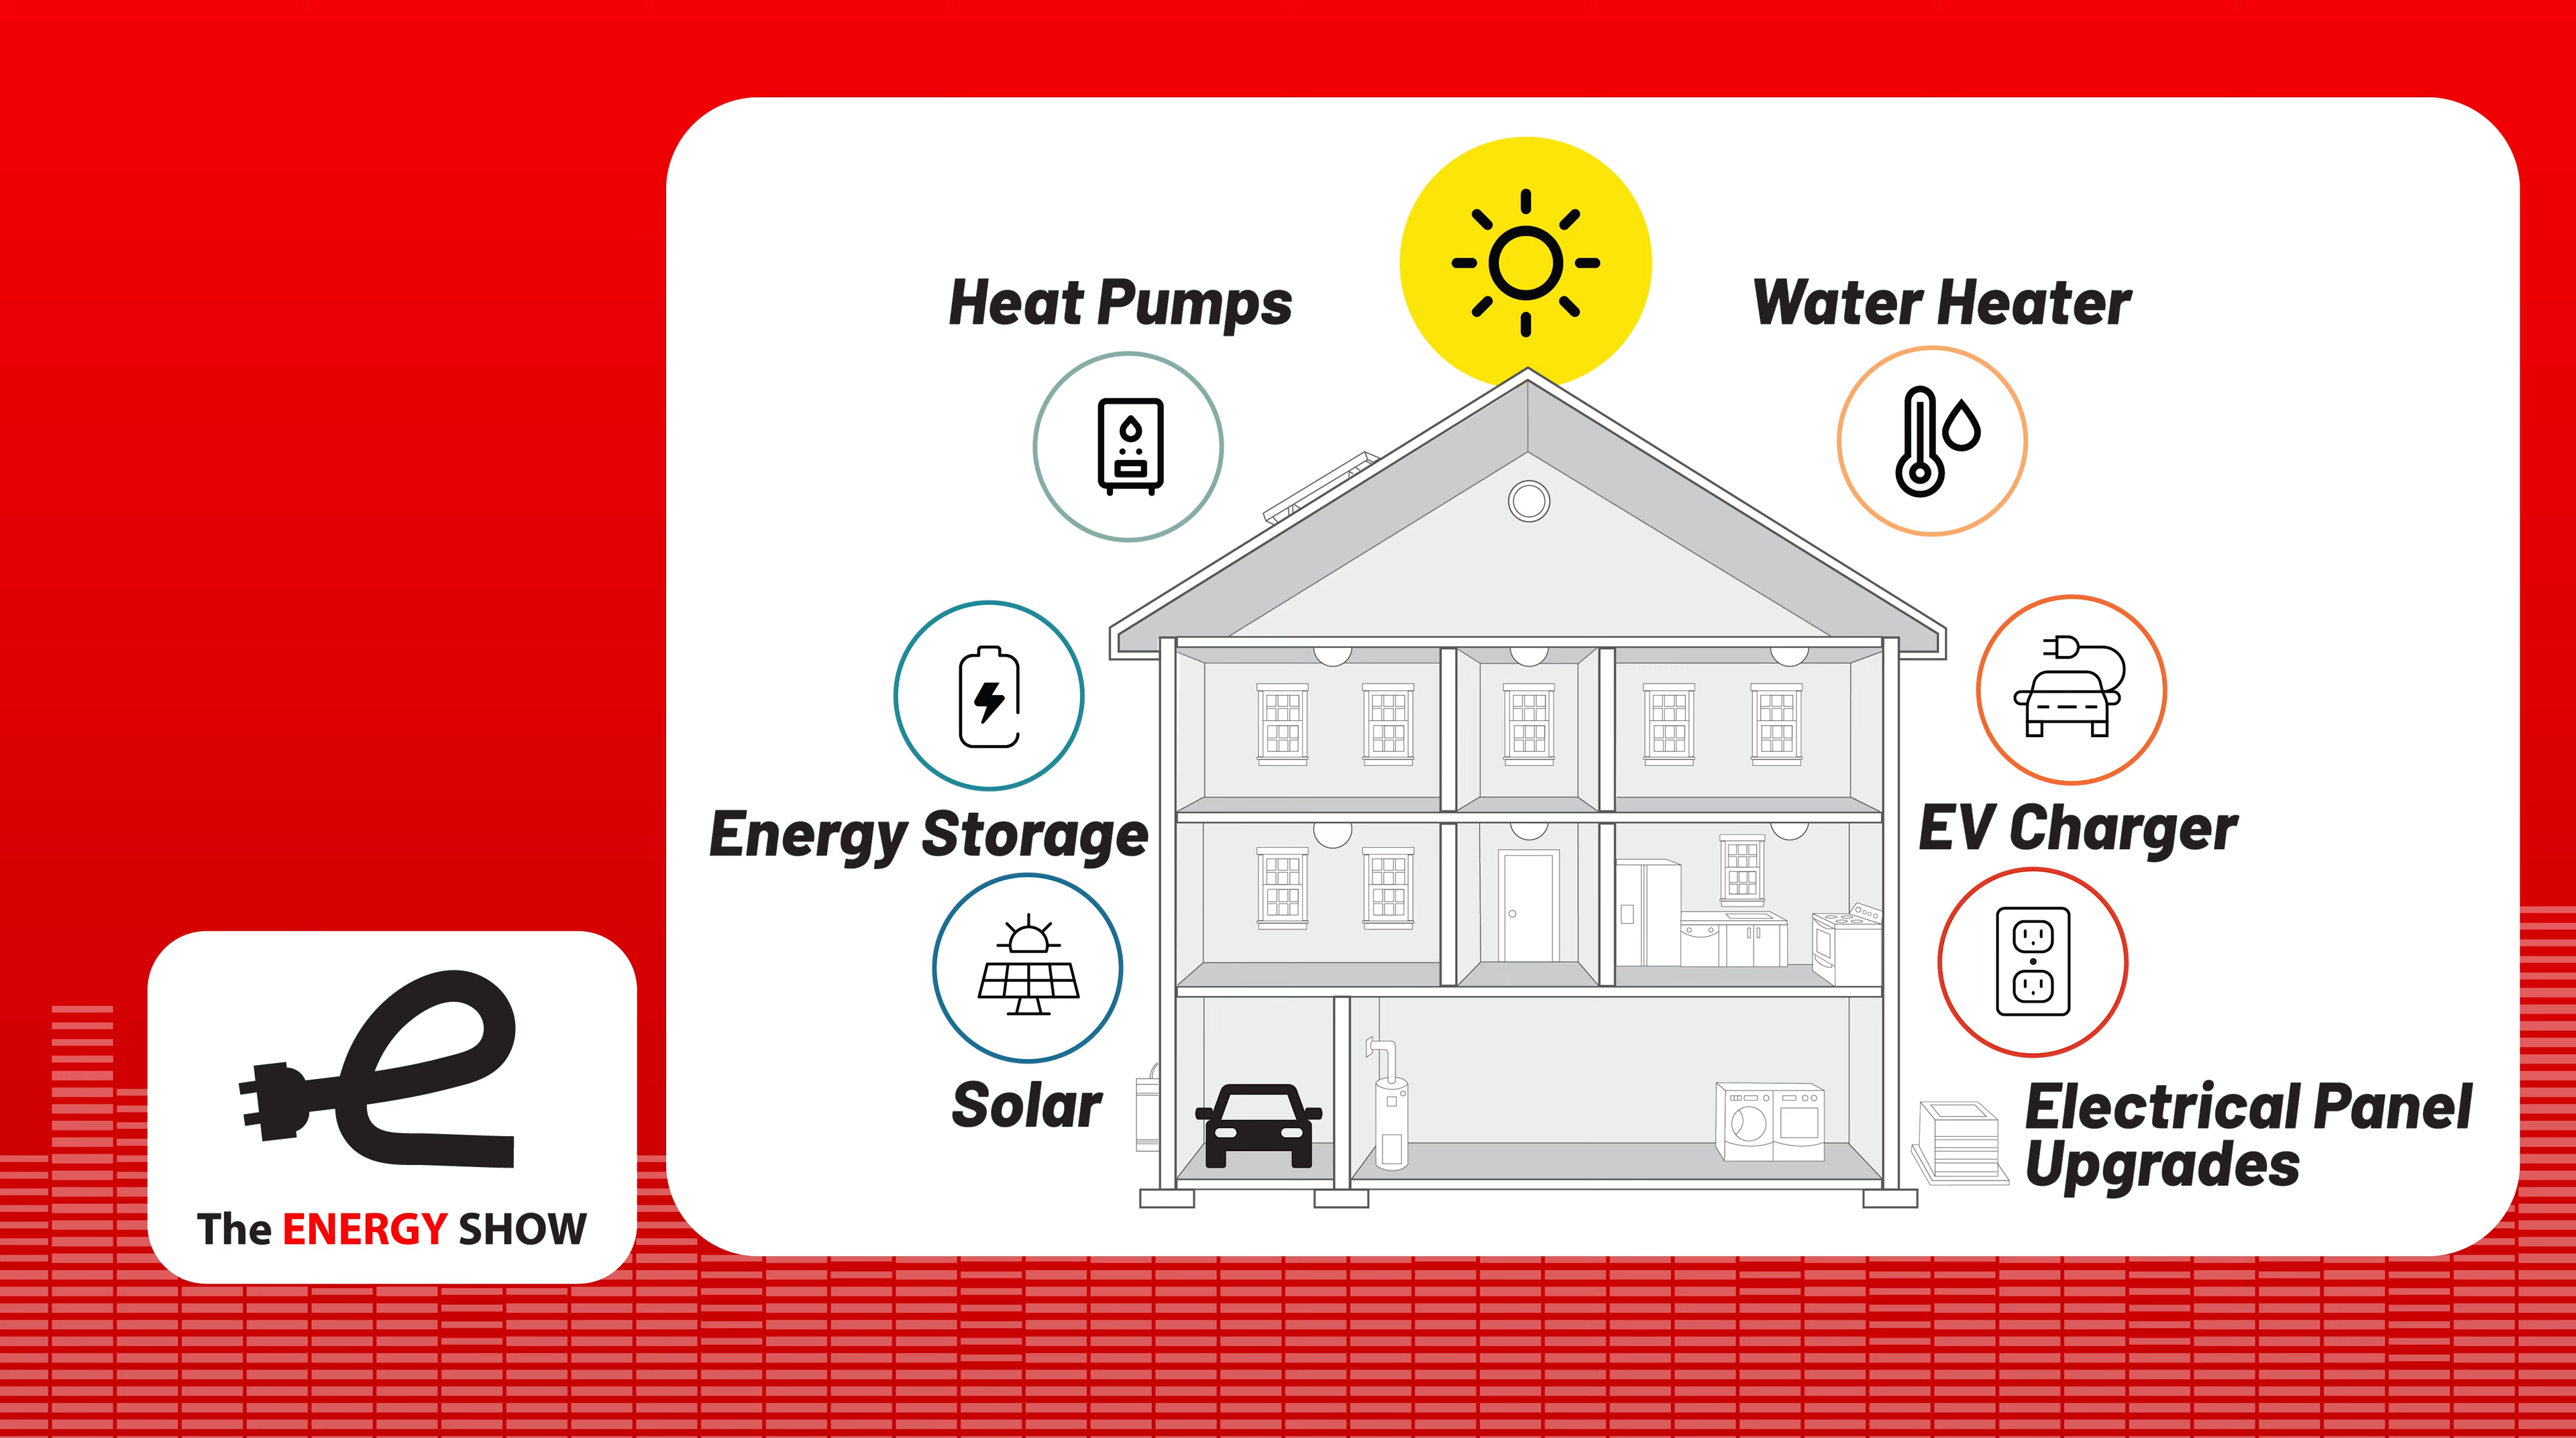 Heat Pumps
Water Heater
Energy Storage
EV Charger
Solar
Electrical Panel
Upgrades
The ENERGY SHOW